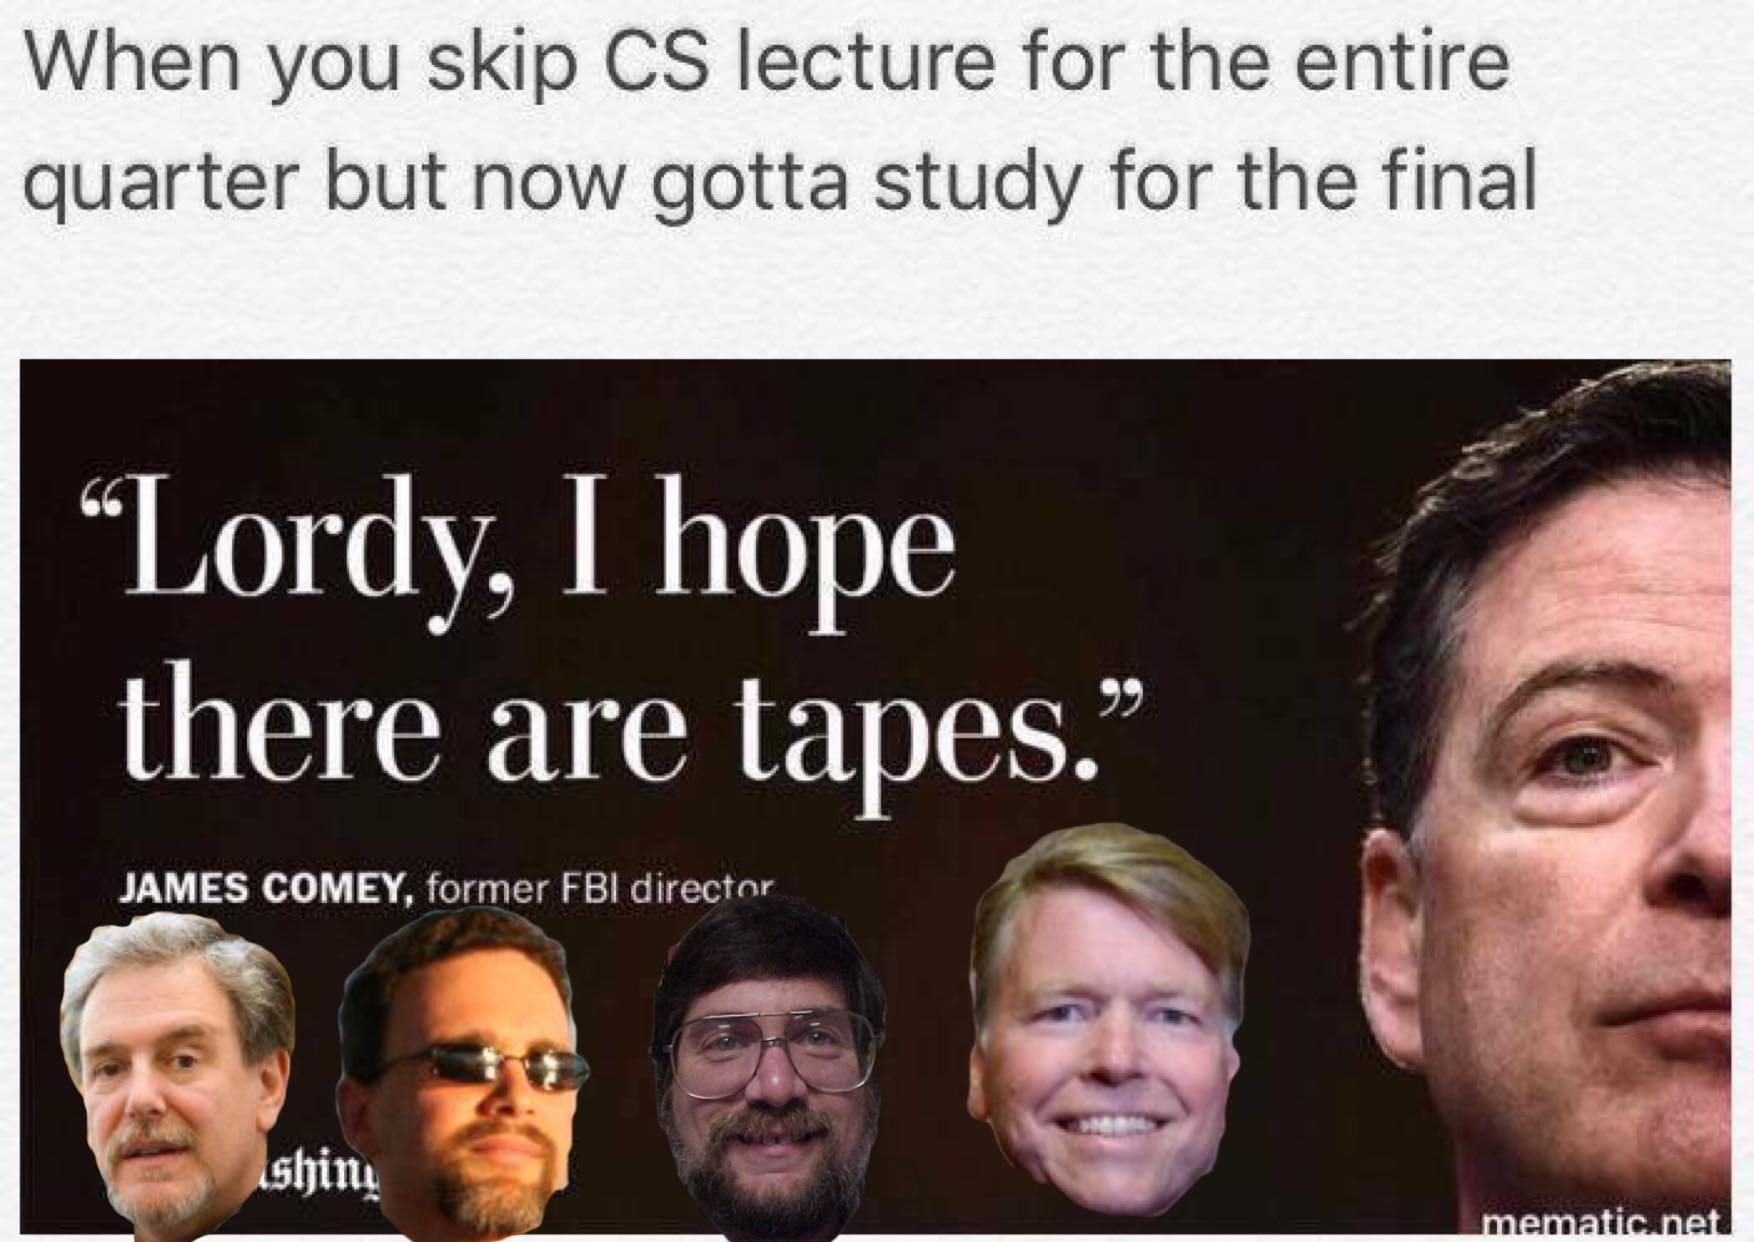 When you skip CS lecture for the entire
quarter but now gotta study for the final
“Lordy, I hope
there are tapes.”
JAMES COMEY, former FBI director
mematic.net